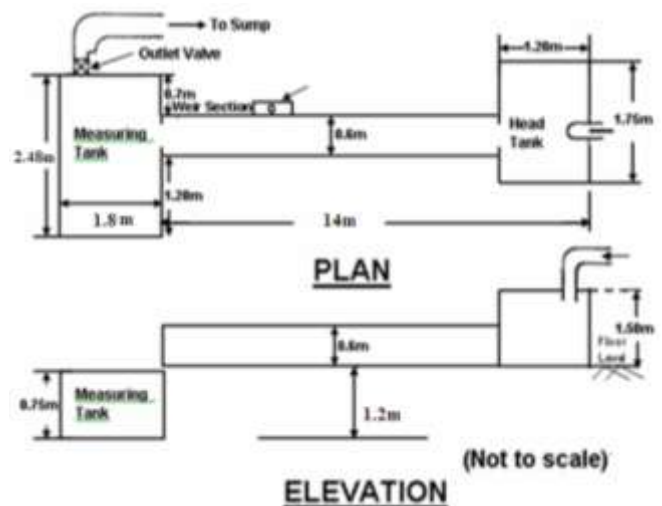 To Sump
Outlet Valve
1.20m
0.7m
Weir Section
Measuring
Tank
2.48m
0.6m
Head
Tank
1.75m
1.20m
1.8 m
14m
PLAN
0.6m
1.50m
Floor
Level
Measuring
Tank
0.75m
1.2m
(Not to scale)
ELEVATION